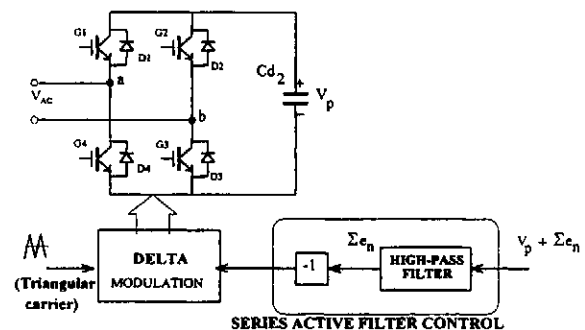 G1
D1
G2
D2
Cd2
+
Vp
-
a
VAC
b
G4
D4
G3
D3
(Triangular
carrier)
DELTA
MODULATION
-1
Σen
HIGH-PASS
FILTER
Vp + Σen
SERIES ACTIVE FILTER CONTROL